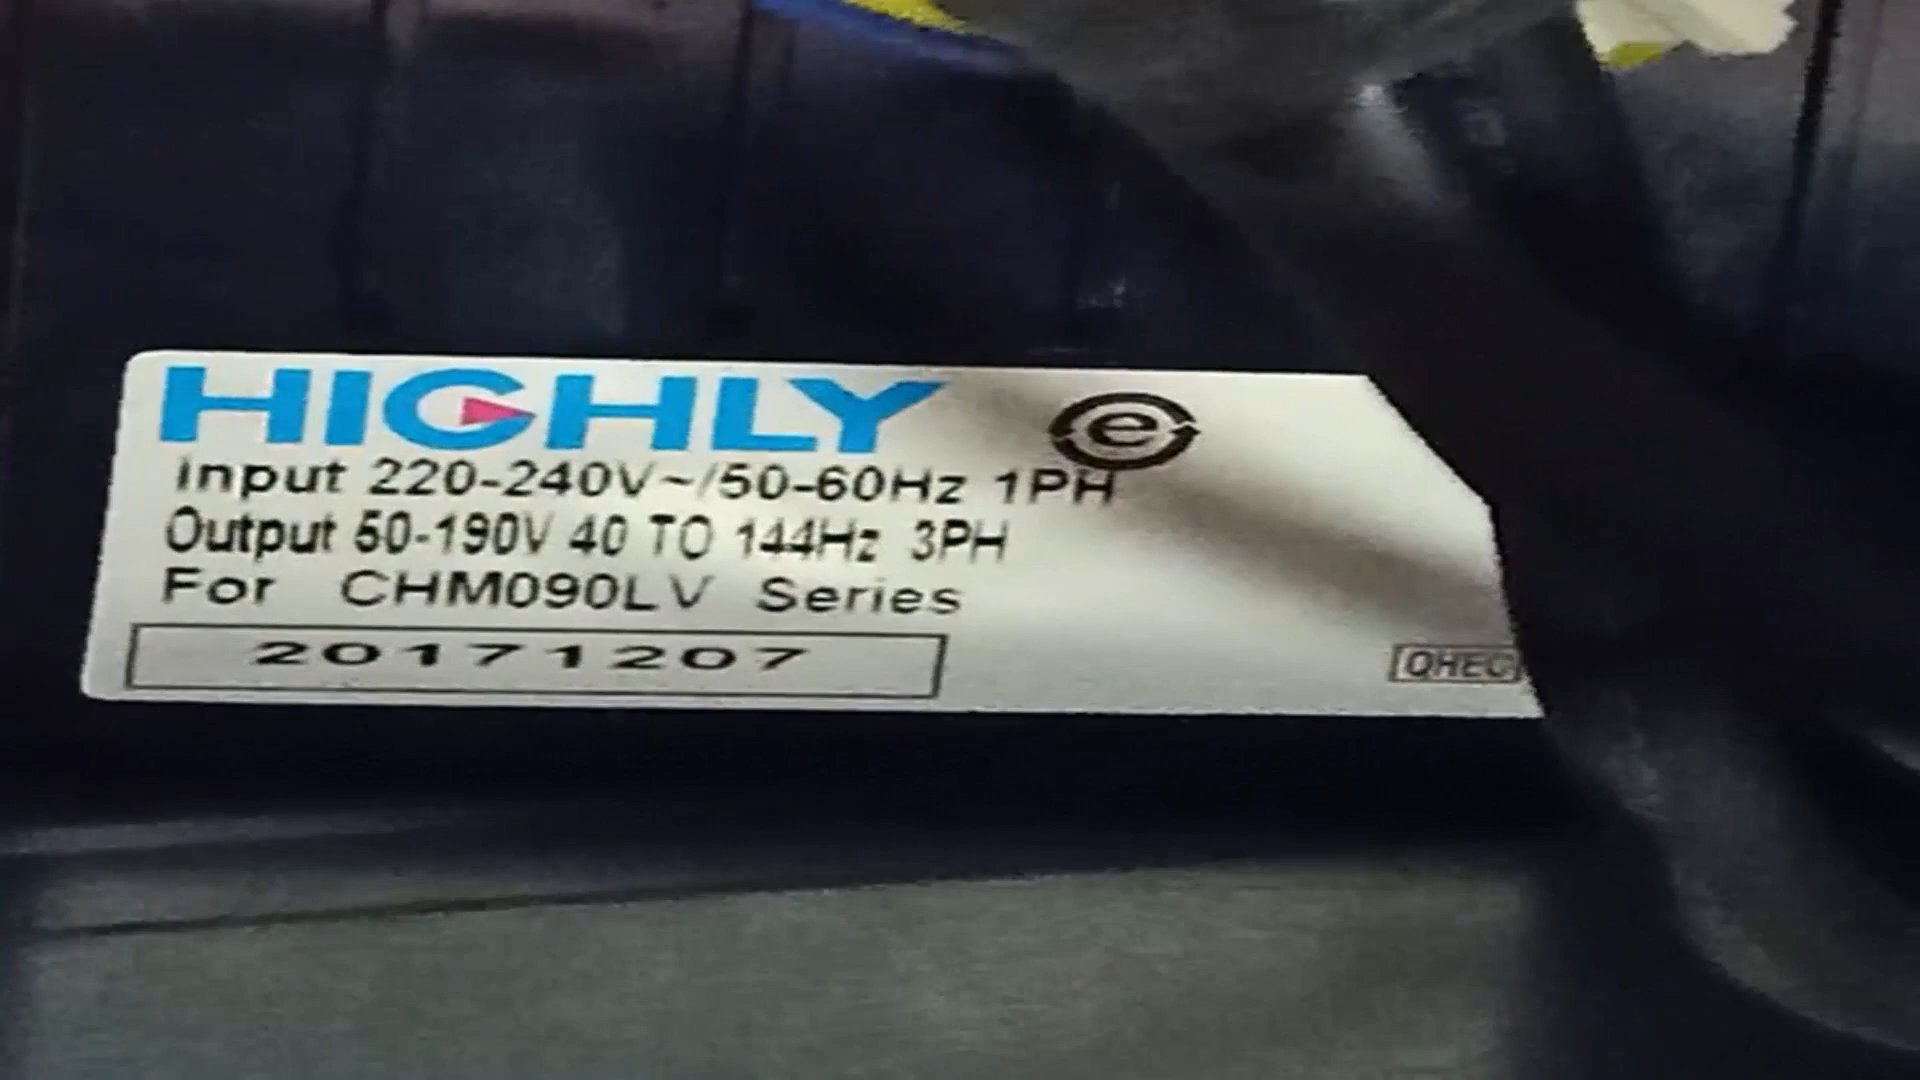 HIGHLY e
Input 220-240V~/50-60Hz 1PH
Output 50-190V 40 TO 144Hz 3PH
For CHM090LV Series
20171207
QHEC